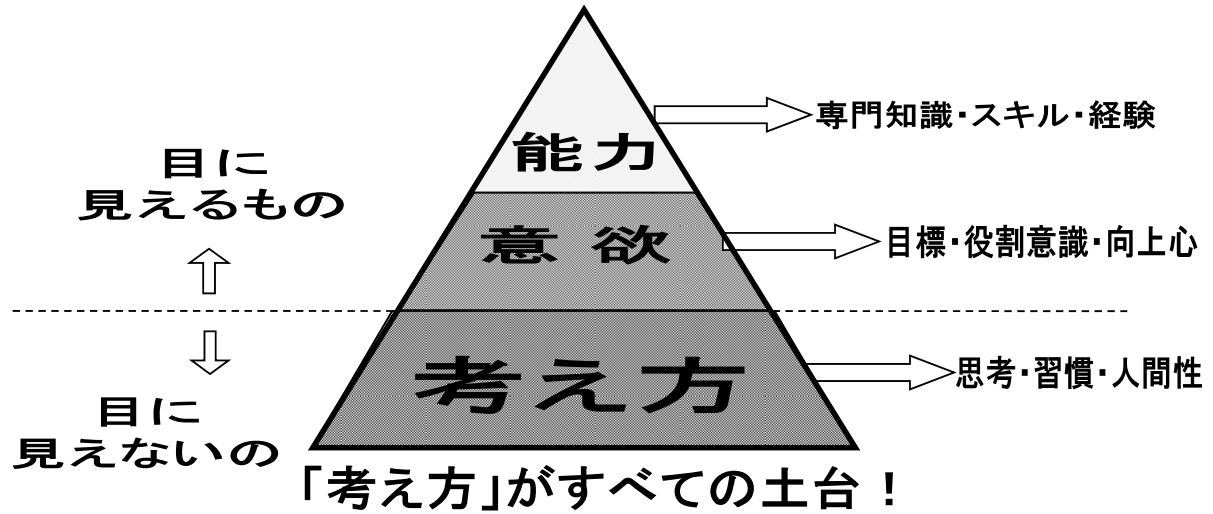 能力
専門知識・スキル・経験
目に
見えるもの
意欲
目標・役割意識・向上心
考え方
思考・習慣・人間性
目に
見えないの
「考え方」がすべての土台！